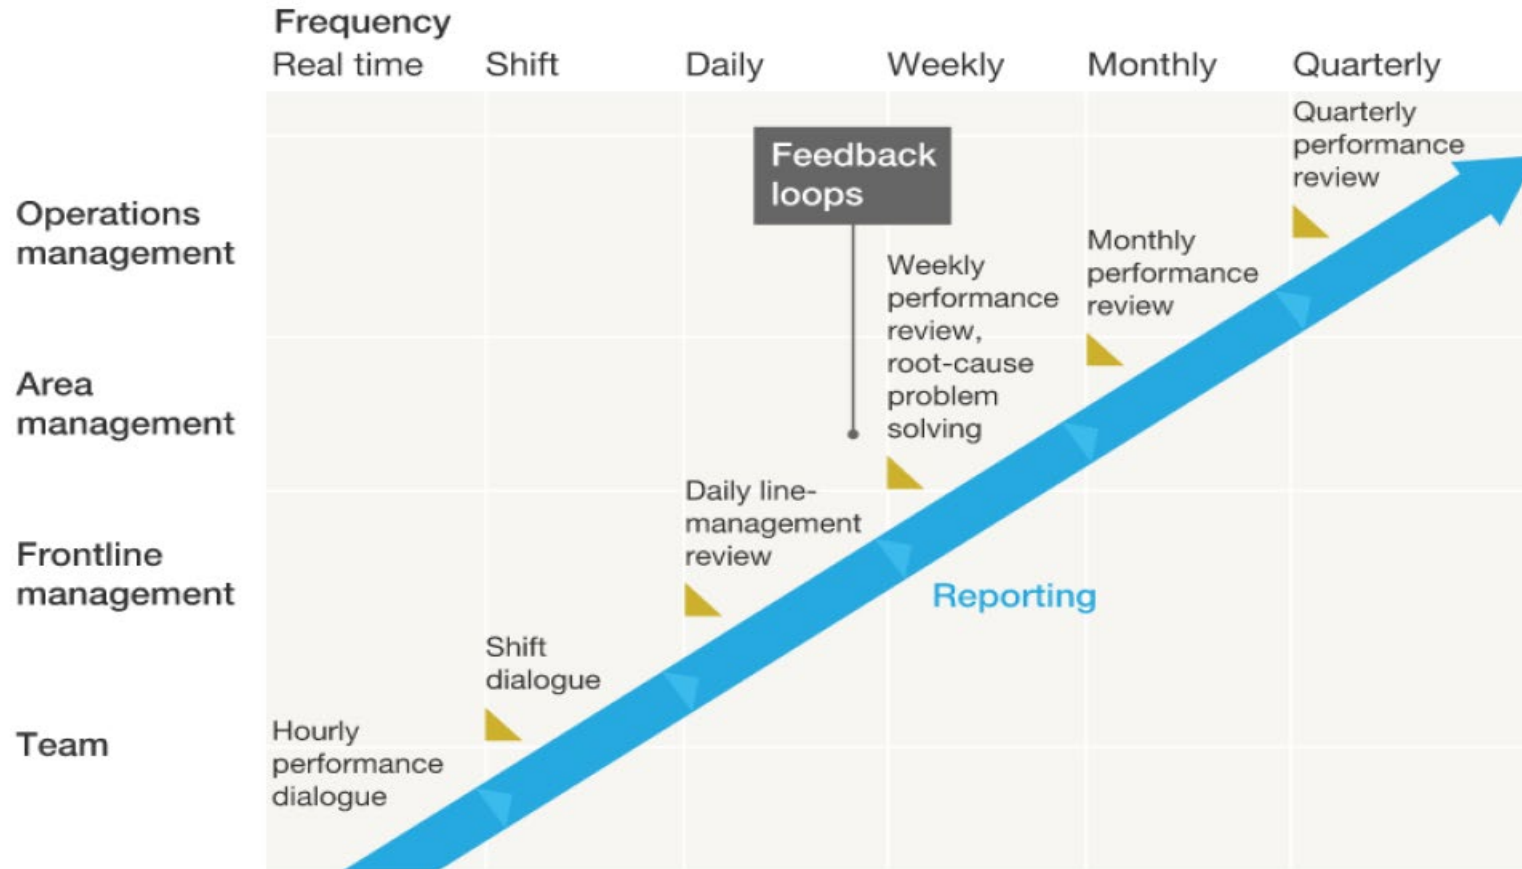 Frequency
Real time Shift Daily Weekly Monthly Quarterly
Quarterly
performance
review
Feedback
loops
Operations
management
Monthly
performance
review
Weekly
performance
review,
root-cause
problem
solving
Area
management
Daily line-
management
review
Frontline
management
Reporting
Shift
dialogue
Team
Hourly
performance
dialogue